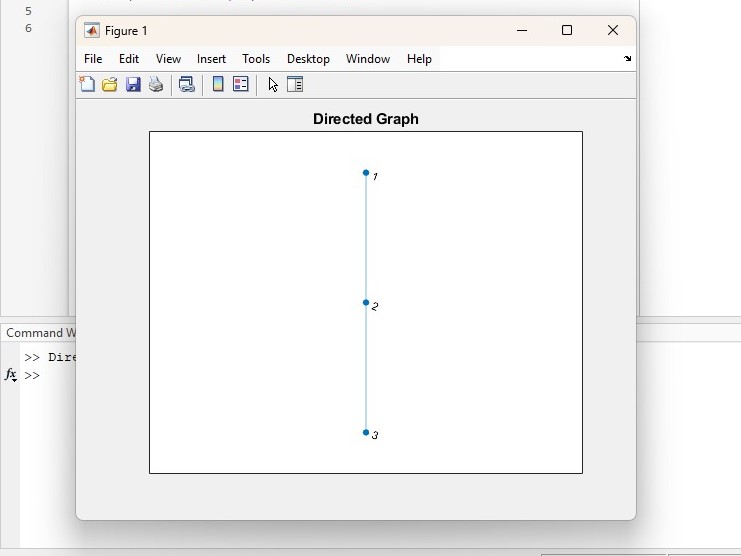 5
6
Figure 1
File Edit View Insert Tools Desktop Window Help
Directed Graph
1
2
3
Command W
>> Dire
fx >>